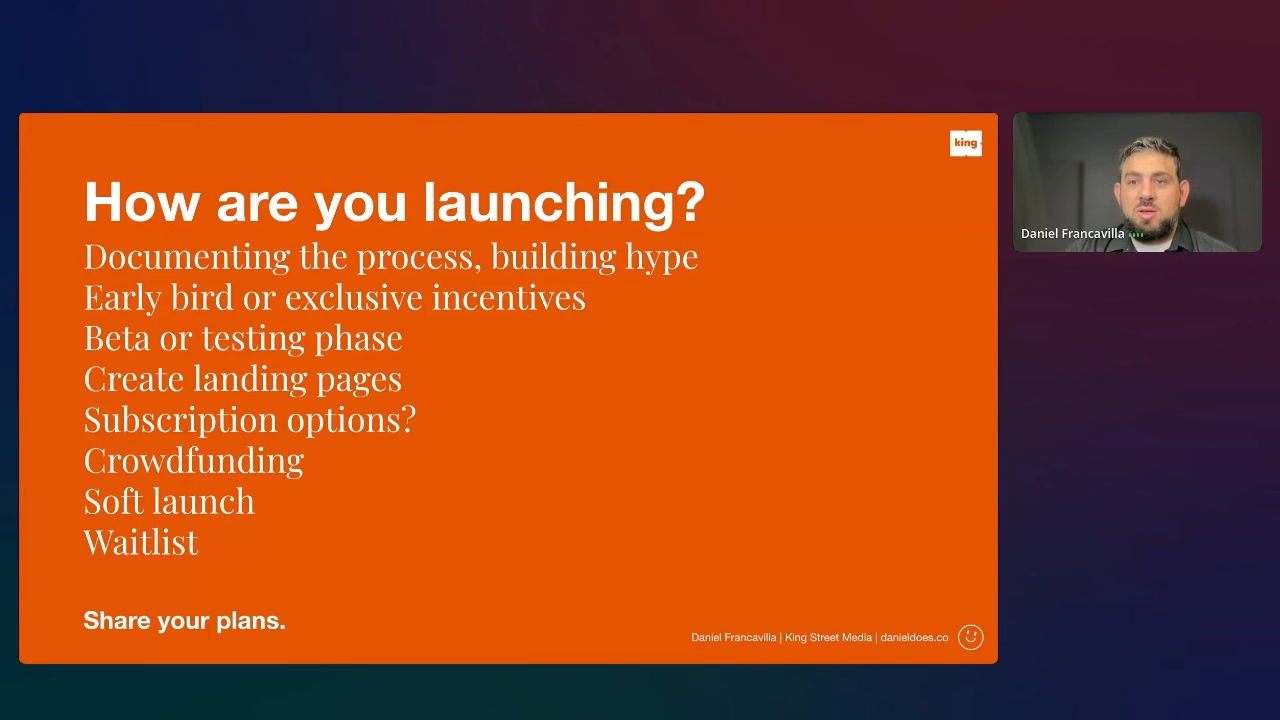 king
How are you launching?
Documenting the process, building hype
Early bird or exclusive incentives
Beta or testing phase
Create landing pages
Subscription options?
Crowdfunding
Soft launch
Waitlist
Share your plans.
Daniel Francavilla | King Street Media | danieldoes.co
Daniel Francavilla